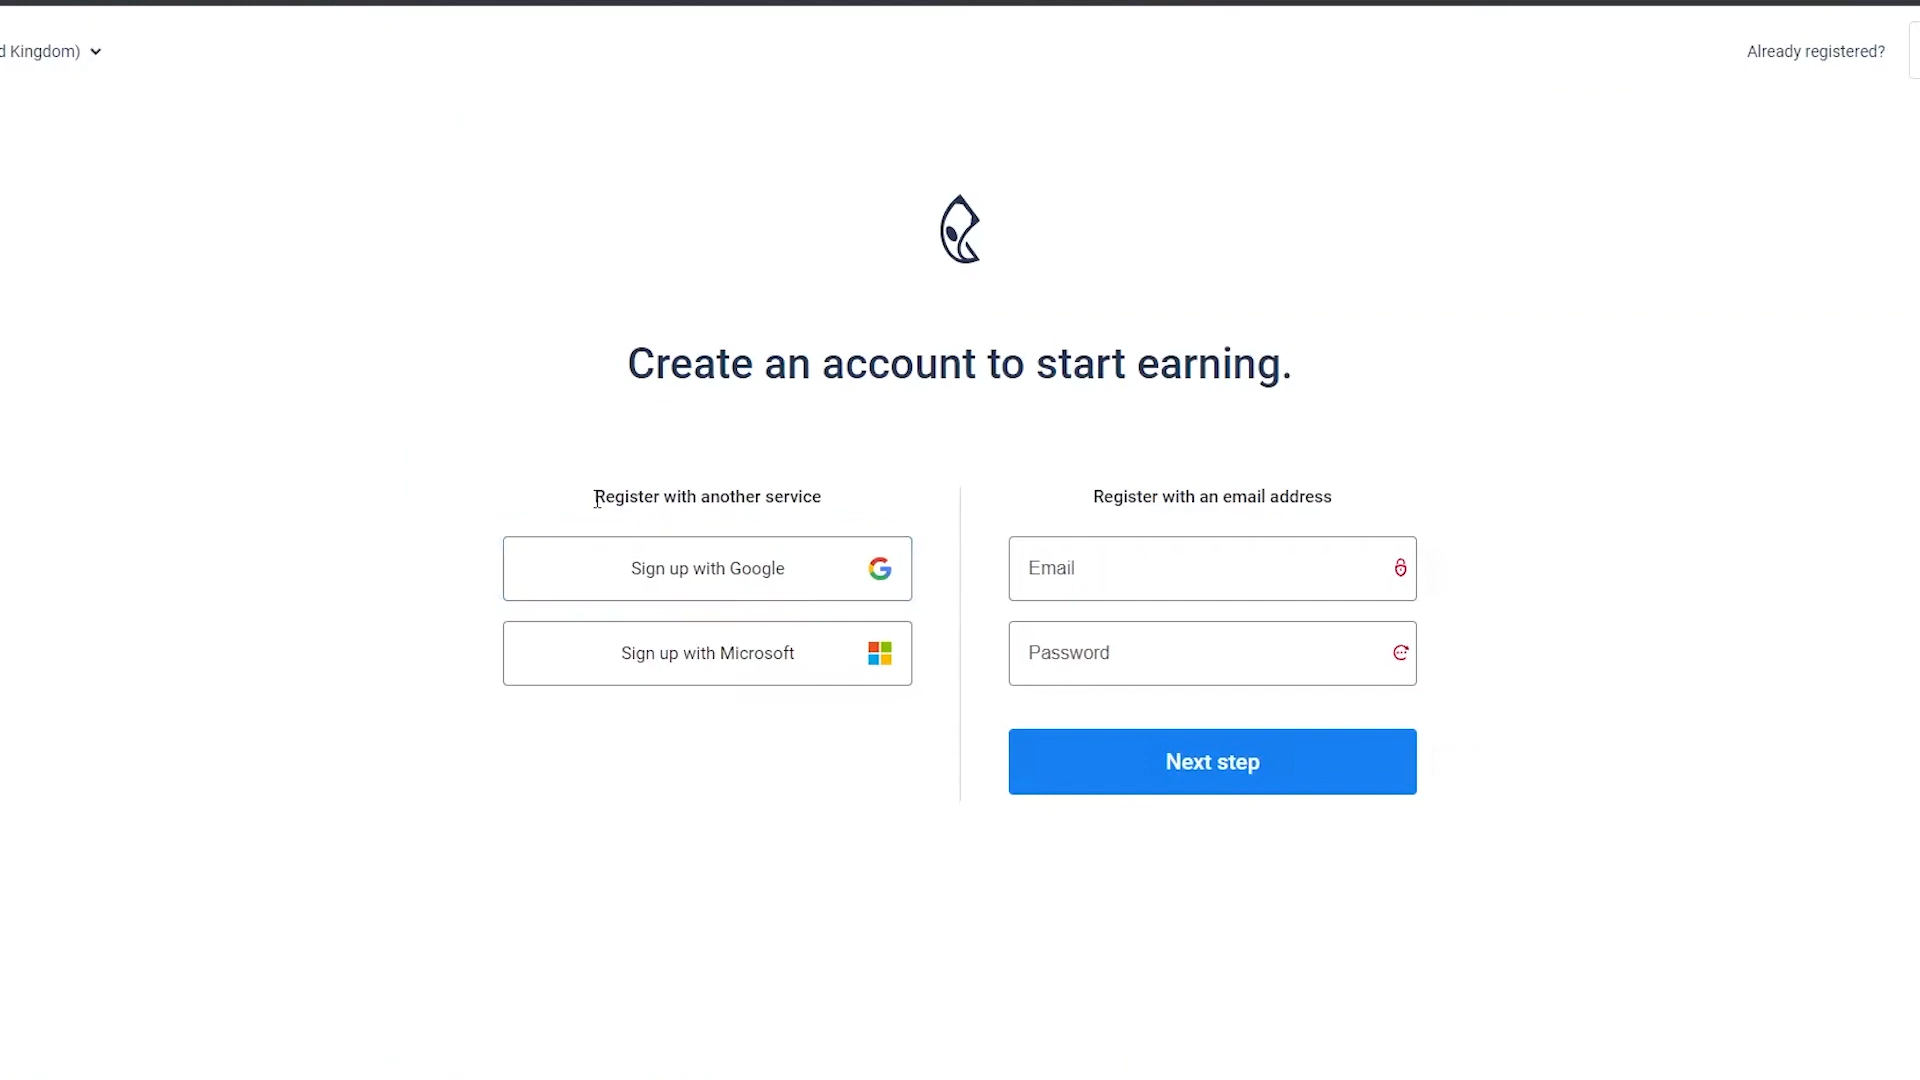 d Kingdom)
Already registered?
Create an account to start earning.
Register with another service
Sign up with Google
Sign up with Microsoft
Register with an email address
Email
Password
Next step